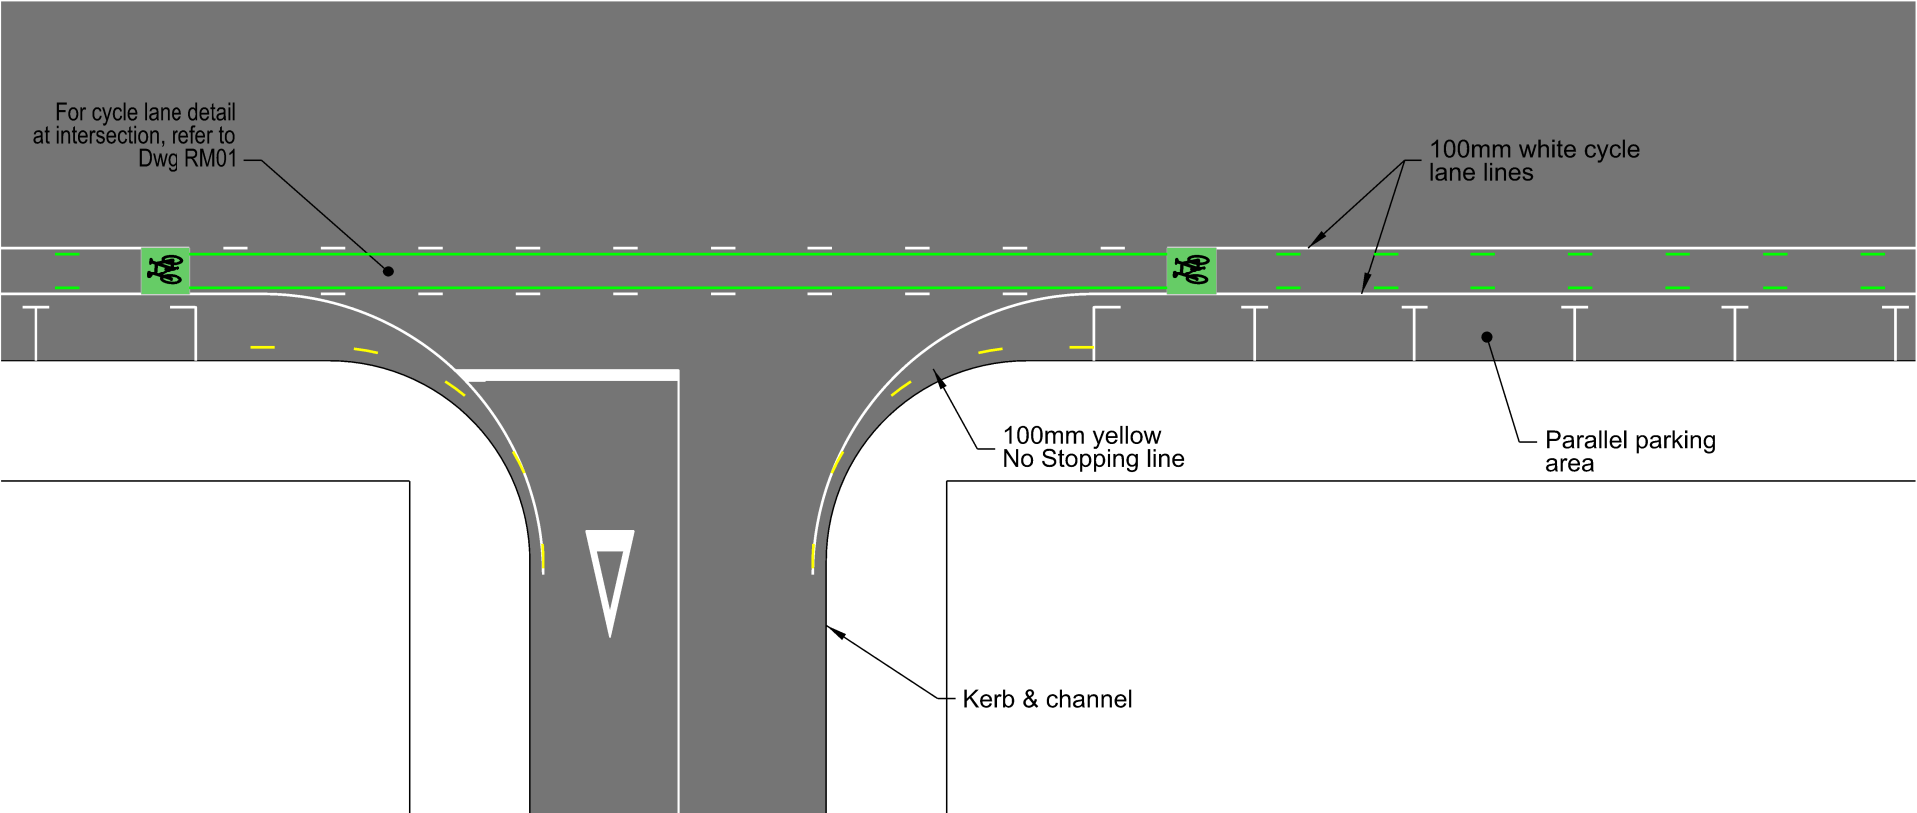 For cycle lane detail
at intersection, refer to
Dwg RM01
100mm white cycle
lane lines
100mm yellow
No Stopping line
Parallel parking
area
Kerb & channel